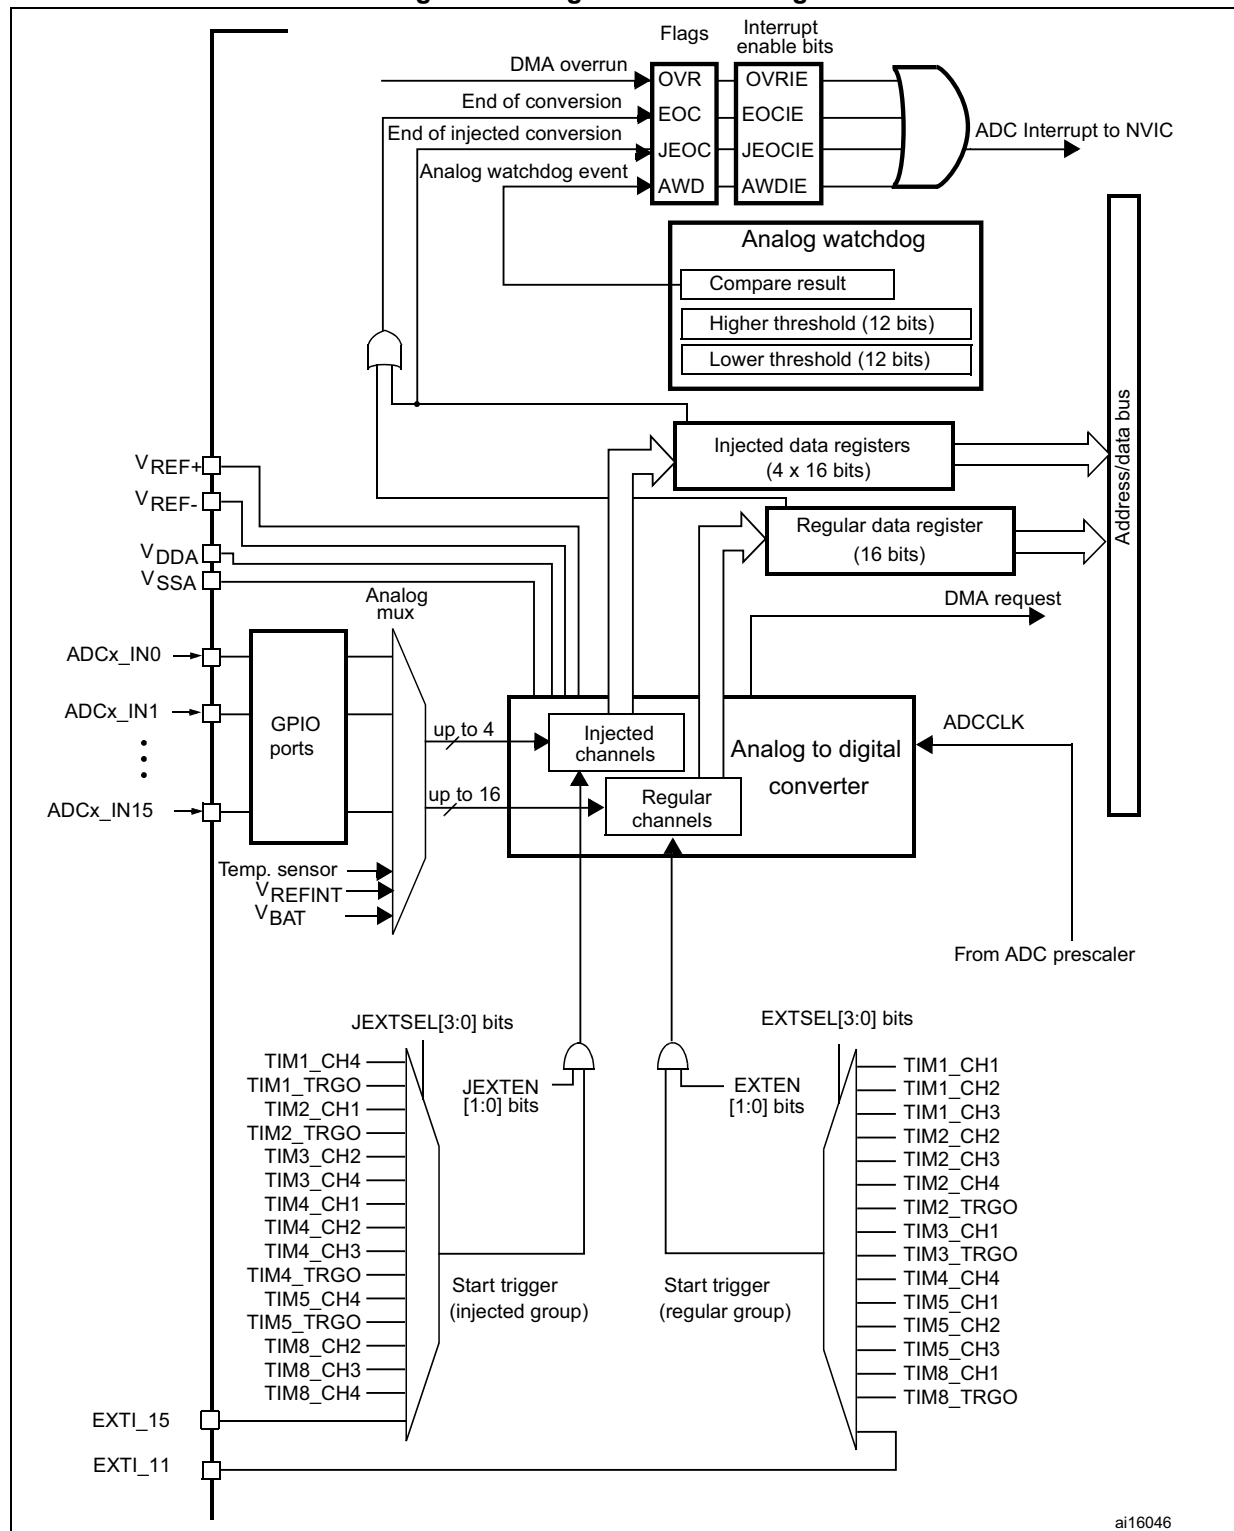 Flags
Interrupt
enable bits
DMA overrun
OVR
OVRIE
End of conversion
EOC
EOCIE
ADC Interrupt to NVIC
End of injected conversion
JEOC
JEOCIE
Analog watchdog event
AWD
AWDIE
Analog watchdog
Compare result
Higher threshold (12 bits)
Lower threshold (12 bits)
Address/data bus
Injected data registers
(4 x 16 bits)
VREF+
VREF-
Regular data register
(16 bits)
VDDA
VSSA
Analog
mux
DMA request
ADCx_IN0
ADCx_IN1
ADCx_IN15
GPIO
ports
up to 4
up to 16
Injected
channels
Regular
channels
Analog to digital
converter
ADCCLK
Temp. sensor
VREFINT
VBAT
From ADC prescaler
JEXTSEL[3:0] bits
EXTSEL[3:0] bits
JEXTEN
[1:0] bits
EXTEN
[1:0] bits
TIM1_CH4
TIM1_TRGO
TIM2_CH1
TIM2_TRGO
TIM3_CH2
TIM3_CH4
TIM4_CH1
TIM4_CH2
TIM4_CH3
TIM4_TRGO
TIM5_CH4
TIM5_TRGO
TIM8_CH2
TIM8_CH3
TIM8_CH4
Start trigger
(injected group)
Start trigger
(regular group)
TIM1_CH1
TIM1_CH2
TIM1_CH3
TIM2_CH2
TIM2_CH3
TIM2_CH4
TIM2_TRGO
TIM3_CH1
TIM3_TRGO
TIM4_CH4
TIM5_CH1
TIM5_CH2
TIM5_CH3
TIM8_CH1
TIM8_TRGO
EXTI_15
EXTI_11
ai16046